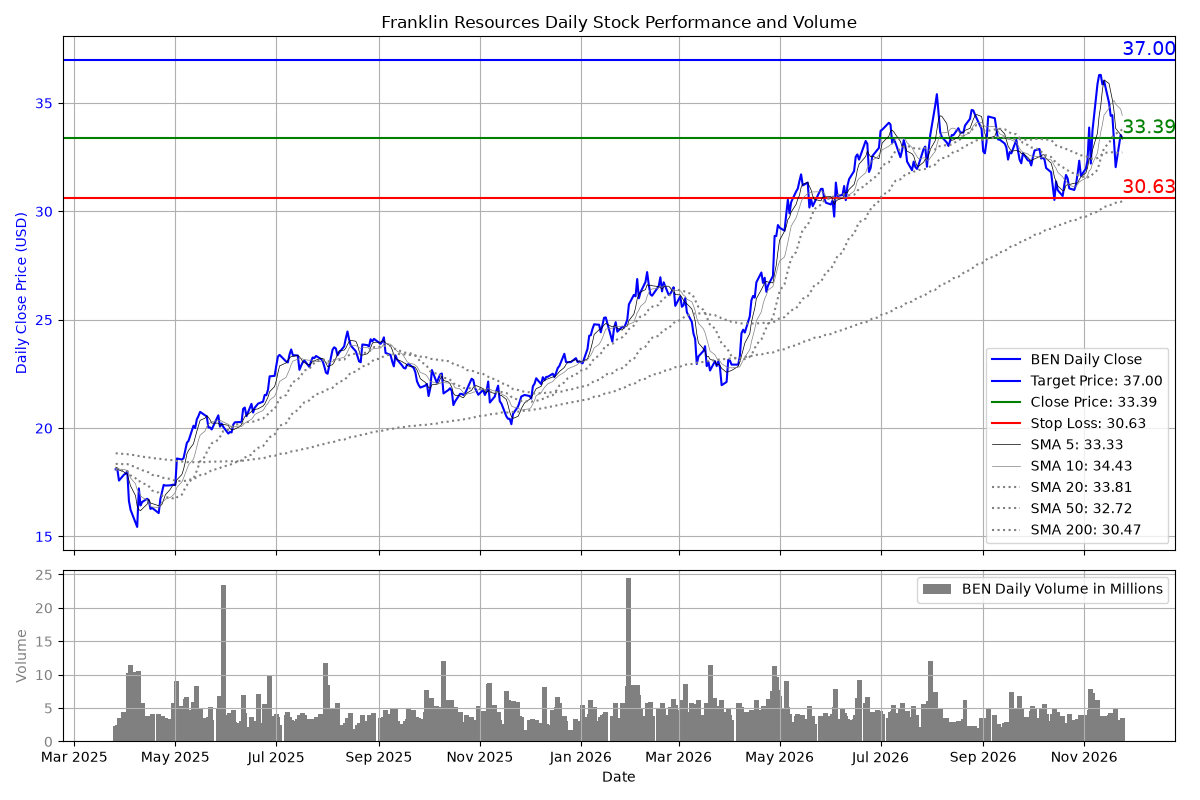 Franklin Resources Daily Stock Performance and Volume
37.00
35
33.39
30.63
30
25
20
15
Daily Close Price (USD)
BEN Daily Close
Target Price: 37.00
Close Price: 33.39
Stop Loss: 30.63
SMA 5: 33.33
SMA 10: 34.43
SMA 20: 33.81
SMA 50: 32.72
SMA 200: 30.47
25
20
15
10
5
0
Volume
BEN Daily Volume in Millions
Mar 2025 May 2025 Jul 2025 Sep 2025 Nov 2025 Jan 2026 Mar 2026 May 2026 Jul 2026 Sep 2026 Nov 2026
Date